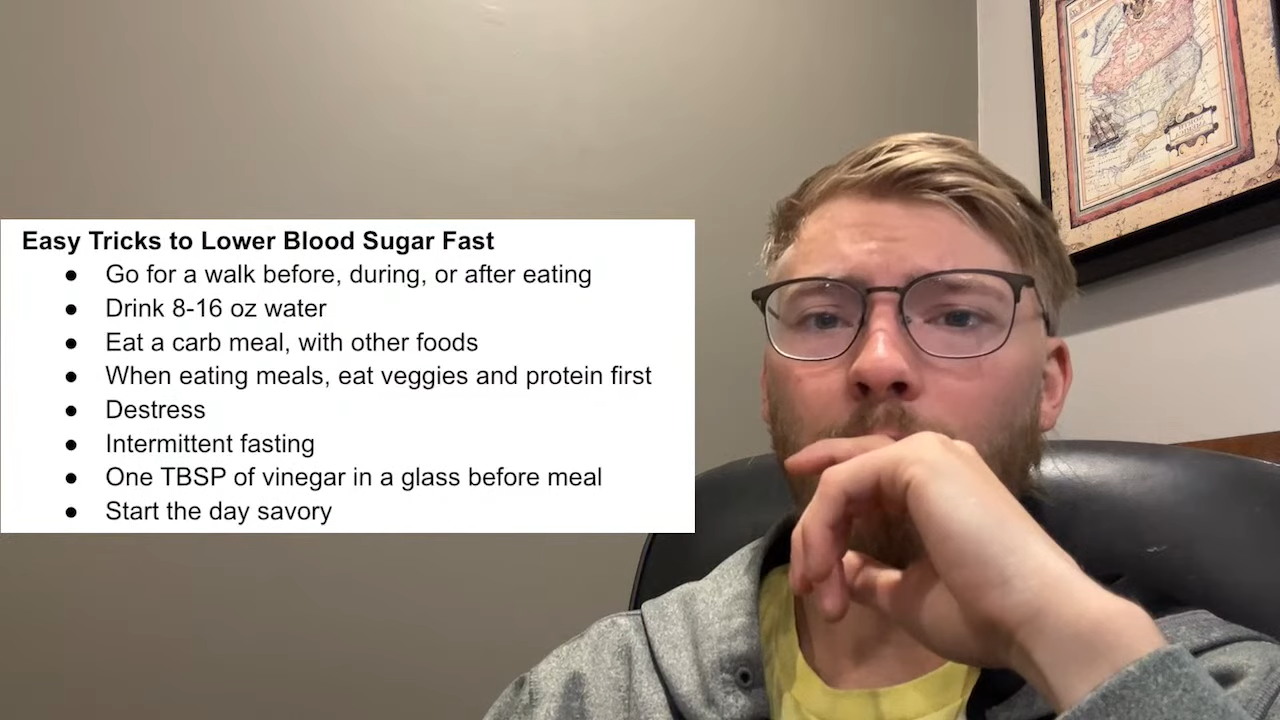 Easy Tricks to Lower Blood Sugar Fast
● Go for a walk before, during, or after eating
● Drink 8-16 oz water
● Eat a carb meal, with other foods
● When eating meals, eat veggies and protein first
● Destress
● Intermittent fasting
● One TBSP of vinegar in a glass before meal
● Start the day savory